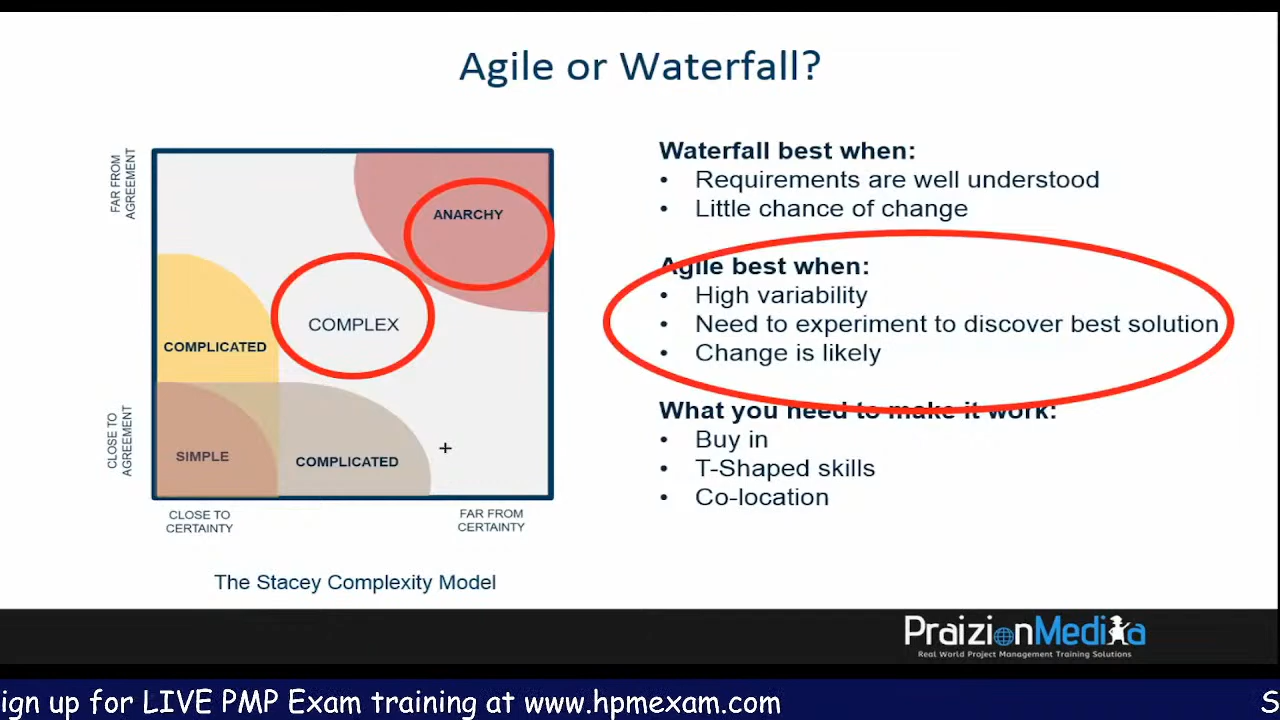 Agile or Waterfall?
FAR FROM
AGREEMENT
CLOSE TO
AGREEMENT
ANARCHY
COMPLEX
COMPLICATED
SIMPLE
COMPLICATED
+
CLOSE TO
CERTAINTY
FAR FROM
CERTAINTY
The Stacey Complexity Model
Waterfall best when:
• Requirements are well understood
• Little chance of change
Agile best when:
• High variability
• Need to experiment to discover best solution
• Change is likely
What you need to make it work:
• Buy in
• T-Shaped skills
• Co-location
PraizionMedia
Real World Project Management Training Solutions
ign up for LIVE PMP Exam training at www.hpmexam.com S